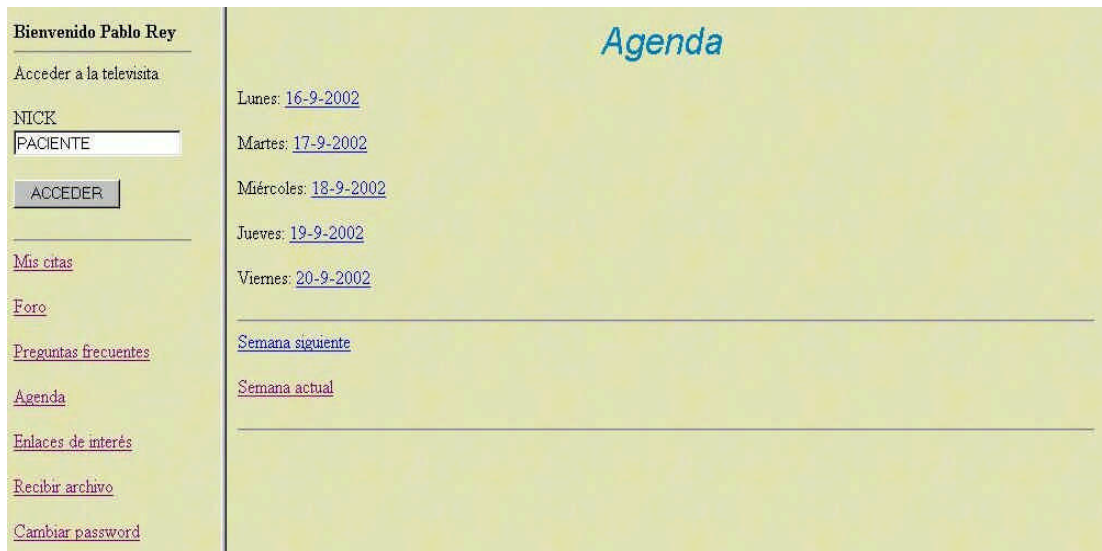 Bienvenido Pablo Rey
Acceder a la televisita
NICK
PACIENTE
ACCEDER
Mis citas
Foro
Preguntas frecuentes
Agenda
Enlaces de interés
Recibir archivo
Cambiar password
Agenda
Lunes: 16-9-2002
Martes: 17-9-2002
Miércoles: 18-9-2002
Jueves: 19-9-2002
Viernes: 20-9-2002
Semana siguiente
Semana actual